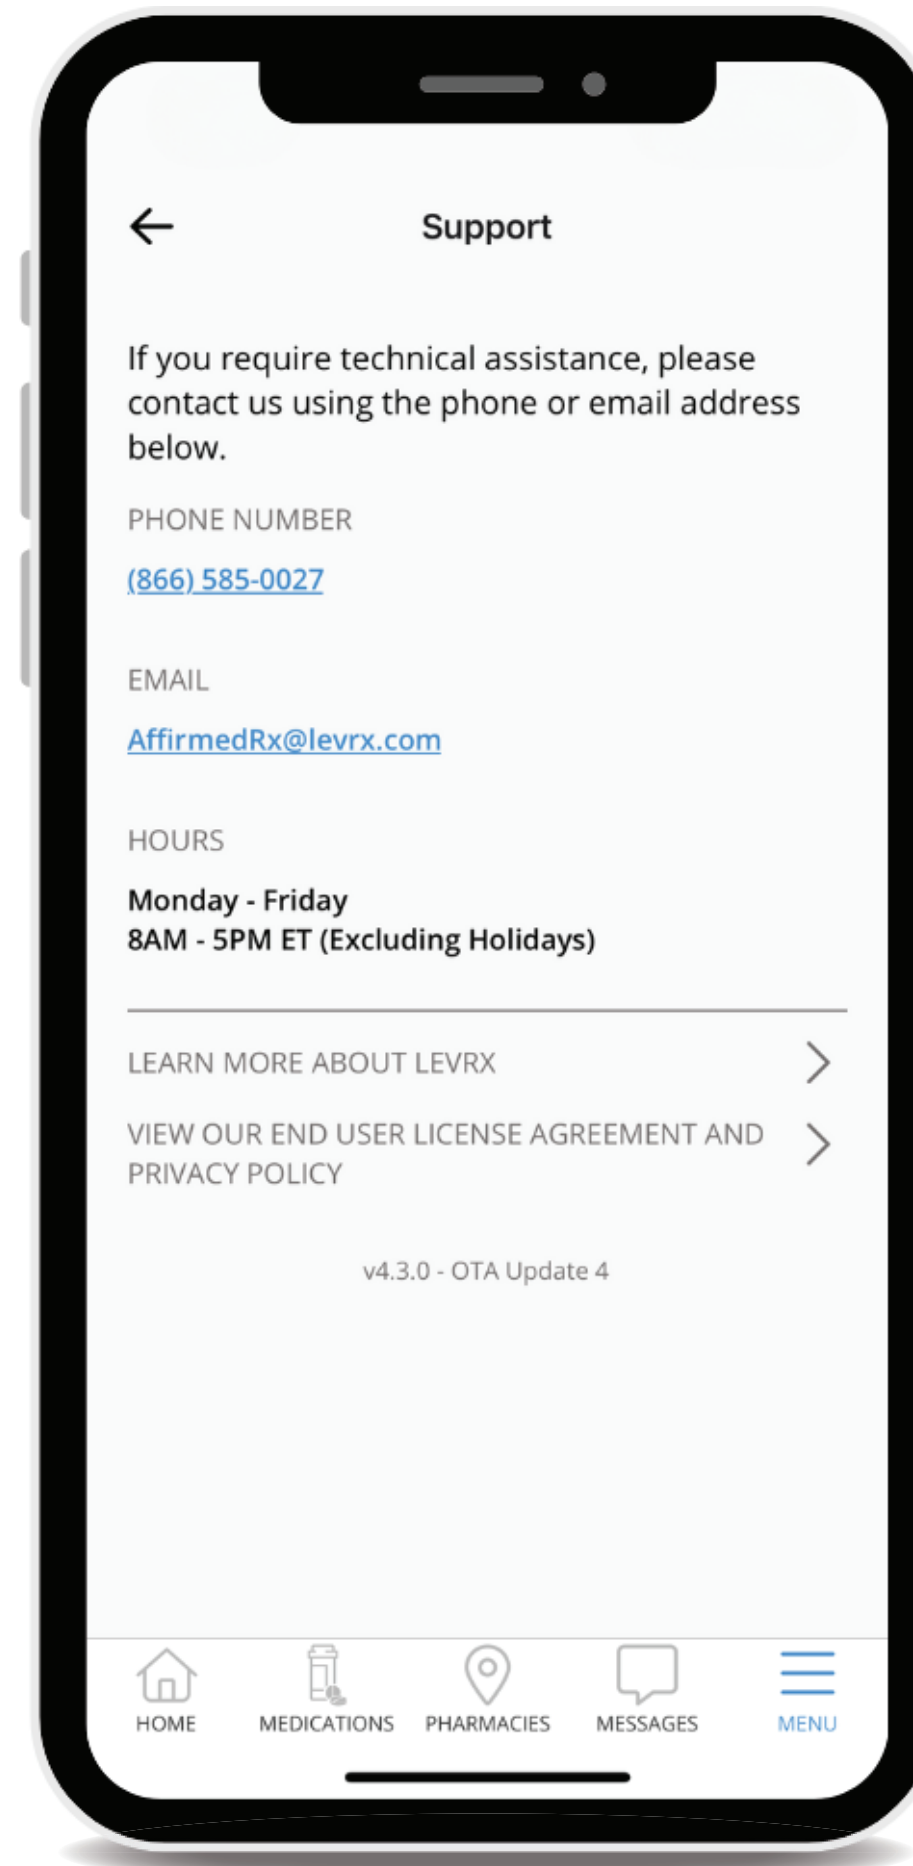 Support
If you require technical assistance, please
contact us using the phone or email address
below.
PHONE NUMBER
(866) 585-0027
EMAIL
AffirmedRx@levrx.com
HOURS
Monday - Friday
8AM - 5PM ET (Excluding Holidays)
LEARN MORE ABOUT LEVRX
VIEW OUR END USER LICENSE AGREEMENT AND
PRIVACY POLICY
v4.3.0 - OTA Update 4
HOME MEDICATIONS PHARMACIES MESSAGES MENU